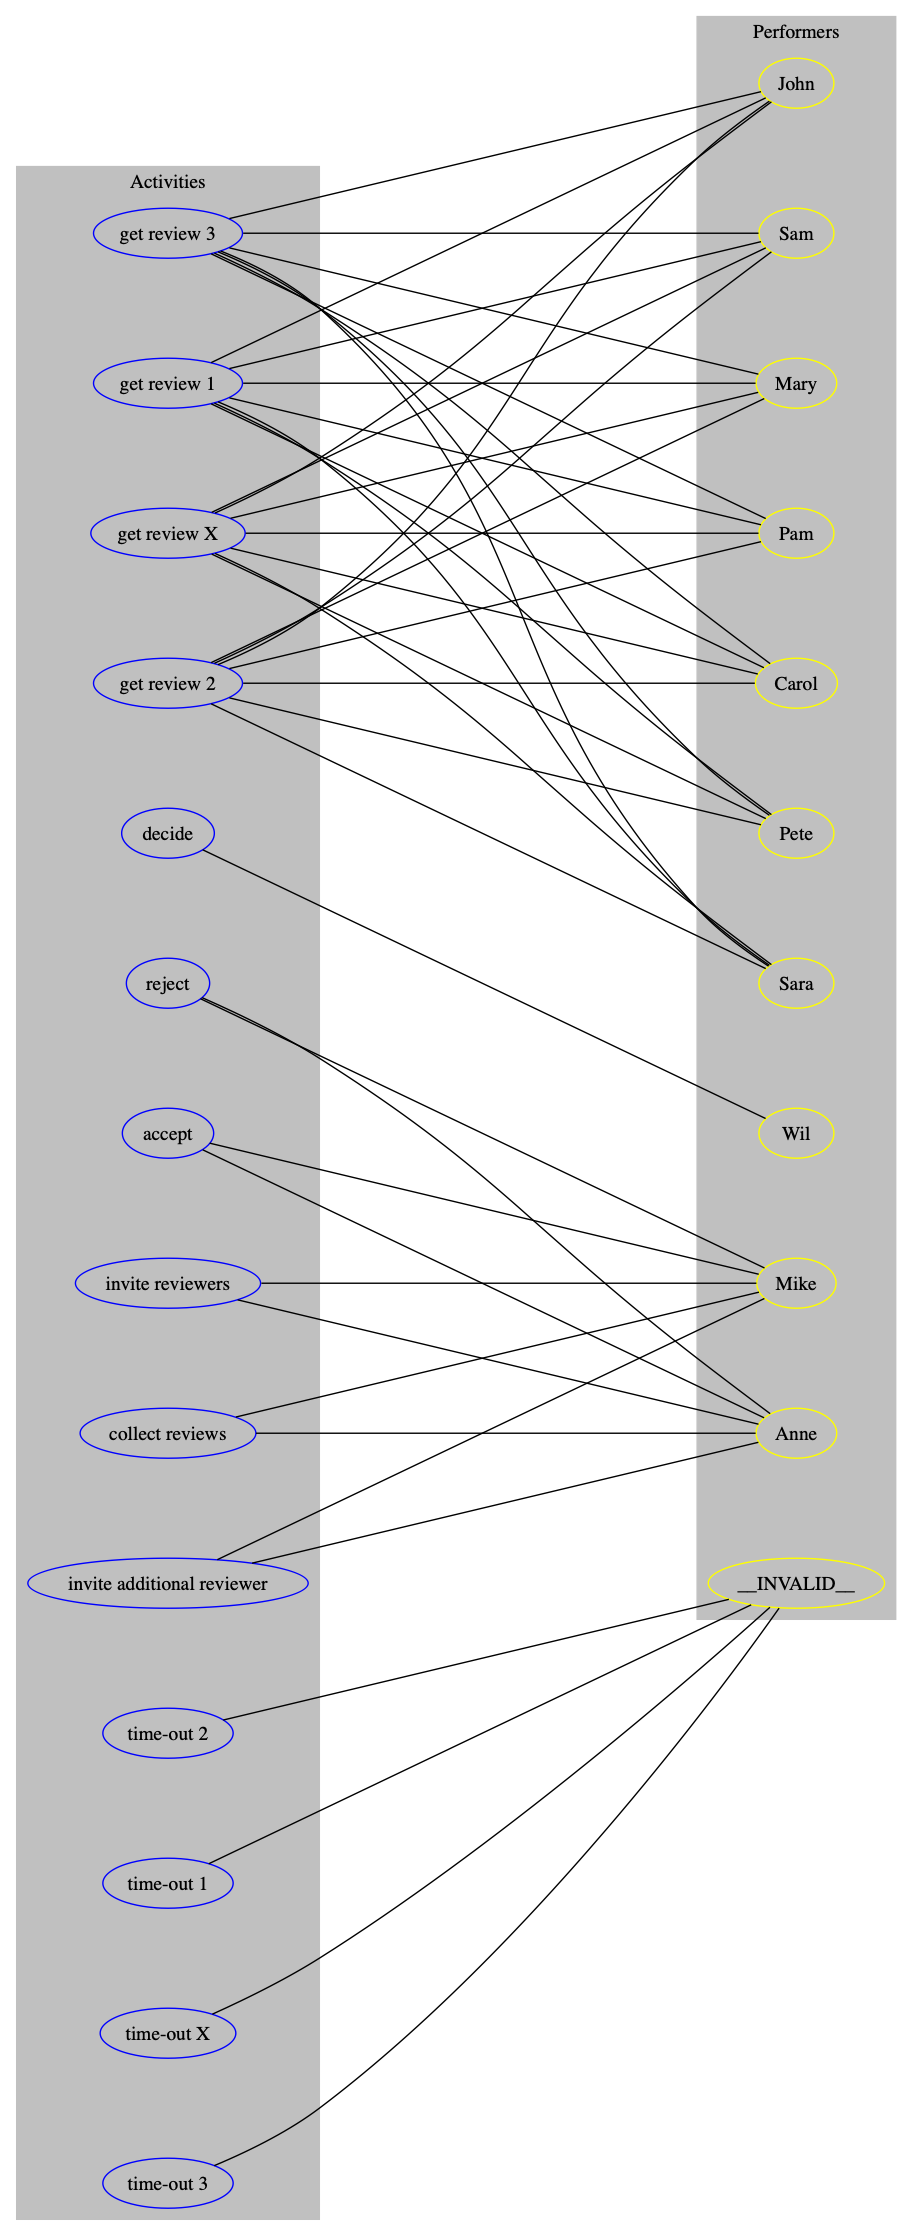 Performers
John
Activities
get review 3
Sam
get review 1
Mary
get review X
Pam
get review 2
Carol
decide
Pete
reject
Sara
accept
Wil
invite reviewers
Mike
collect reviews
Anne
invite additional reviewer
__INVALID__
time-out 2
time-out 1
time-out X
time-out 3